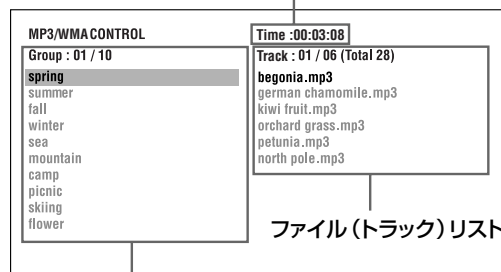 MP3/WMA CONTROL
Time :00:03:08
Group : 01 / 10
Track : 01 / 06 (Total 28)
spring
summer
fall
winter
sea
mountain
camp
picnic
skiing
flower
begonia.mp3
german chamomile.mp3
kiwi fruit.mp3
orchard grass.mp3
petunia.mp3
north pole.mp3
ファイル（トラック）リスト